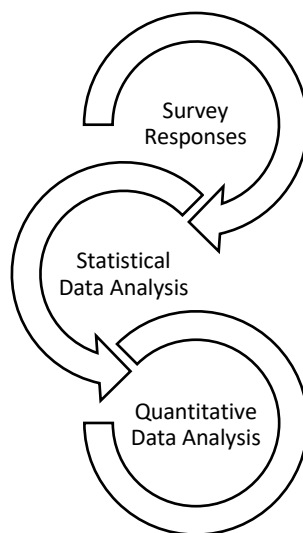 Survey
Responses
Statistical
Data Analysis
Quantitative
Data Analysis